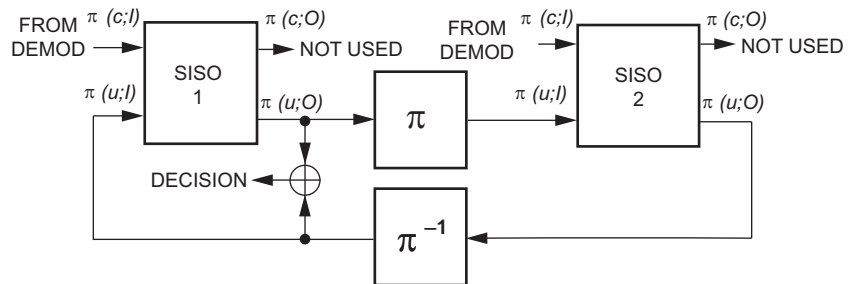 FROM
DEMOD
π (c;I)
π (c;O)
NOT USED
SISO
1
π (u;I)
π (u;O)
π
FROM
DEMOD
π (c;I)
π (c;O)
NOT USED
SISO
2
π (u;I)
π (u;O)
DECISION
π –1